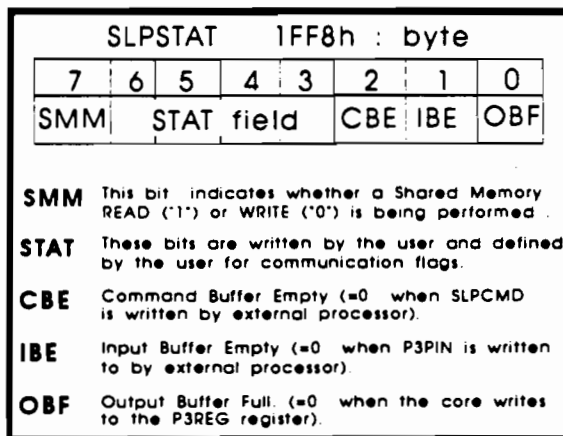 SLPSTAT 1FF8h : byte
7 6 5 4 3 2 1 0
SMM STAT field CBE IBE OBF
SMM This bit indicates whether a Shared Memory
READ ("1") or WRITE ("0") is being performed .
STAT These bits are written by the user and defined
by the user for communication flags.
CBE Command Buffer Empty (=0 when SLPCMD
is written by external processor).
IBE Input Buffer Empty (=0 when P3PIN is written
to by external processor).
OBF Output Buffer Full. (=0 when the core writes
to the P3REG register).